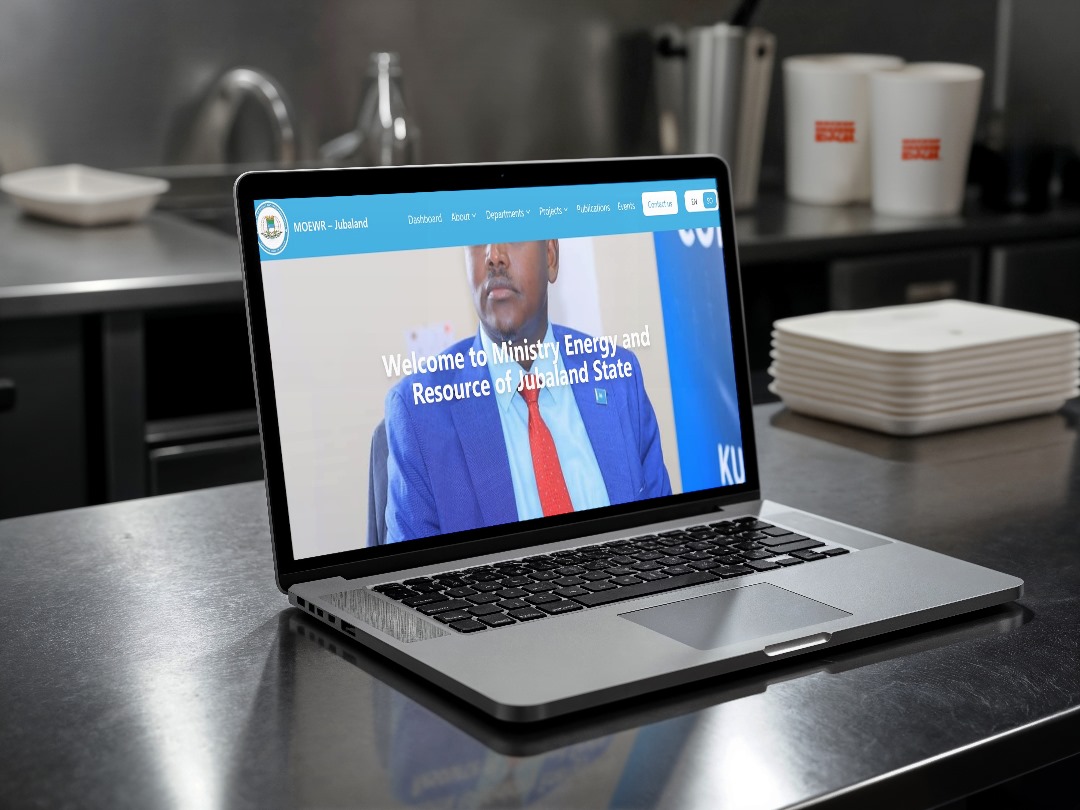 MOEWR – Jubaland
Dashboard About Departments Projects Publications Events Contact us EN SO
Welcome to Ministry Energy and
Resource of Jubaland State
KU